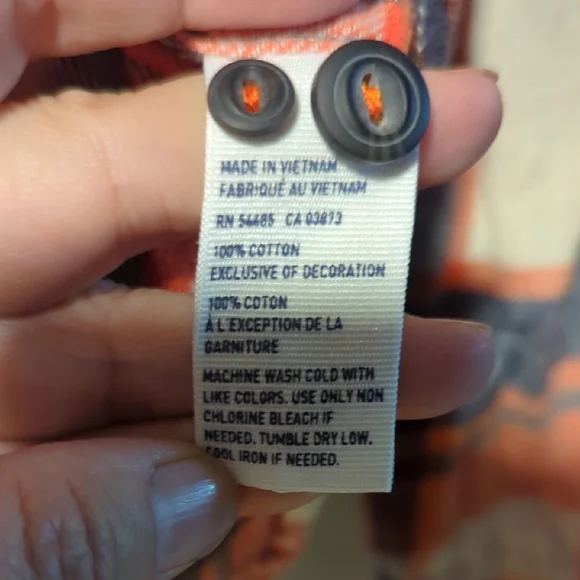 MADE IN VIETNAM
FABRIQUÉ AU VIETNAM
RN 54485 CA 03873
100% COTTON
EXCLUSIVE OF DECORATION
100% COTON
À L'EXCEPTION DE LA
GARNITURE
MACHINE WASH COLD WITH
LIKE COLORS. USE ONLY NON
CHLORINE BLEACH IF
NEEDED. TUMBLE DRY LOW.
COOL IRON IF NEEDED.